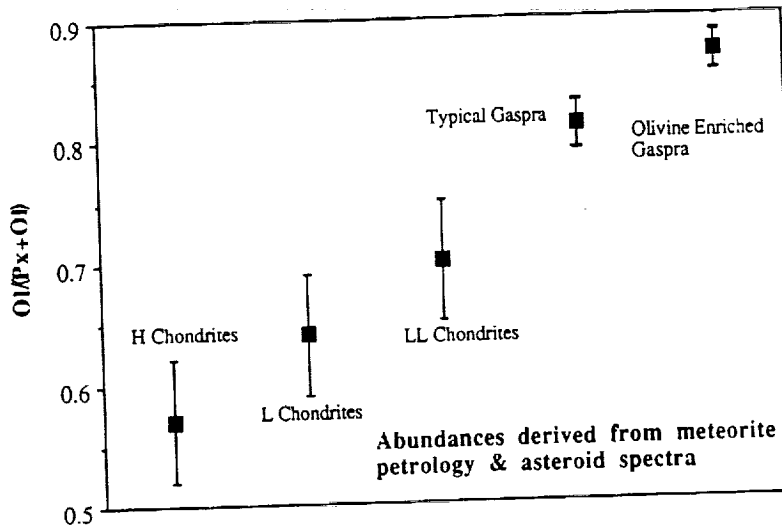 0.9
0.8
0.7
0.6
0.5
Ol/(Px+Ol)
Typical Gaspra
Olivine Enriched
Gaspra
H Chondrites
LL Chondrites
L Chondrites
Abundances derived from meteorite
petrology & asteroid spectra